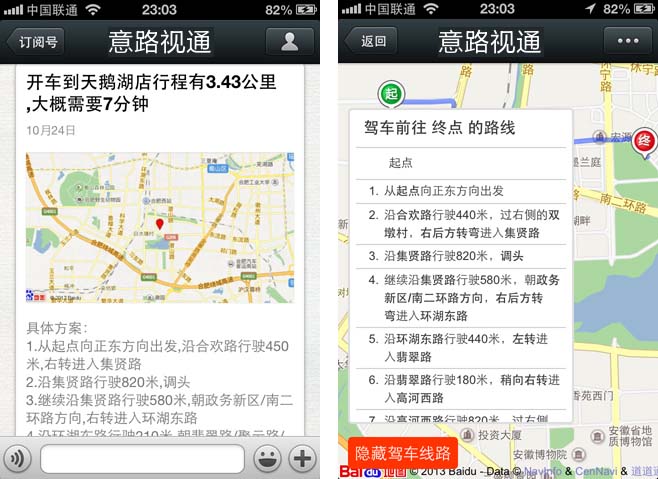 中国联通
23:03
82%
订阅号
意路视通
开车到天鹅湖店行程有3.43公里
,大概需要7分钟
10月24日
蜀山区
合肥西站
© 2013 Baidu
具体方案：
1.从起点向正东方向出发,沿合欢路行驶450
米,右转进入集贤路
2.沿集贤路行驶820米,调头
3.继续沿集贤路行驶580米,朝政务新区/南二
环路方向,右转进入环湖东路
中国联通
23:03
82%
返回
意路视通
起
终
驾车前往 终点 的路线
起点
1. 从起点向正东方向出发
2. 沿合欢路行驶440米，过右侧的双
墩村，右后方转弯进入集贤路
3. 沿集贤路行驶820米，调头
4. 继续沿集贤路行驶580米，朝政务
新区/南二环路方向，右后方转
弯进入环湖东路
5. 沿环湖东路行驶440米，左转进
入翡翠路
6. 沿翡翠路行驶180米，稍向右转进
入高河西路
7. 沿高河西路行驶820米，过右侧
南二环路
投资大厦
安徽省地
质博物馆
安徽博物院
隐藏驾车线路
Baidu地图
© 2013 Baidu - Data © NavInfo & CenNavi & 道道通